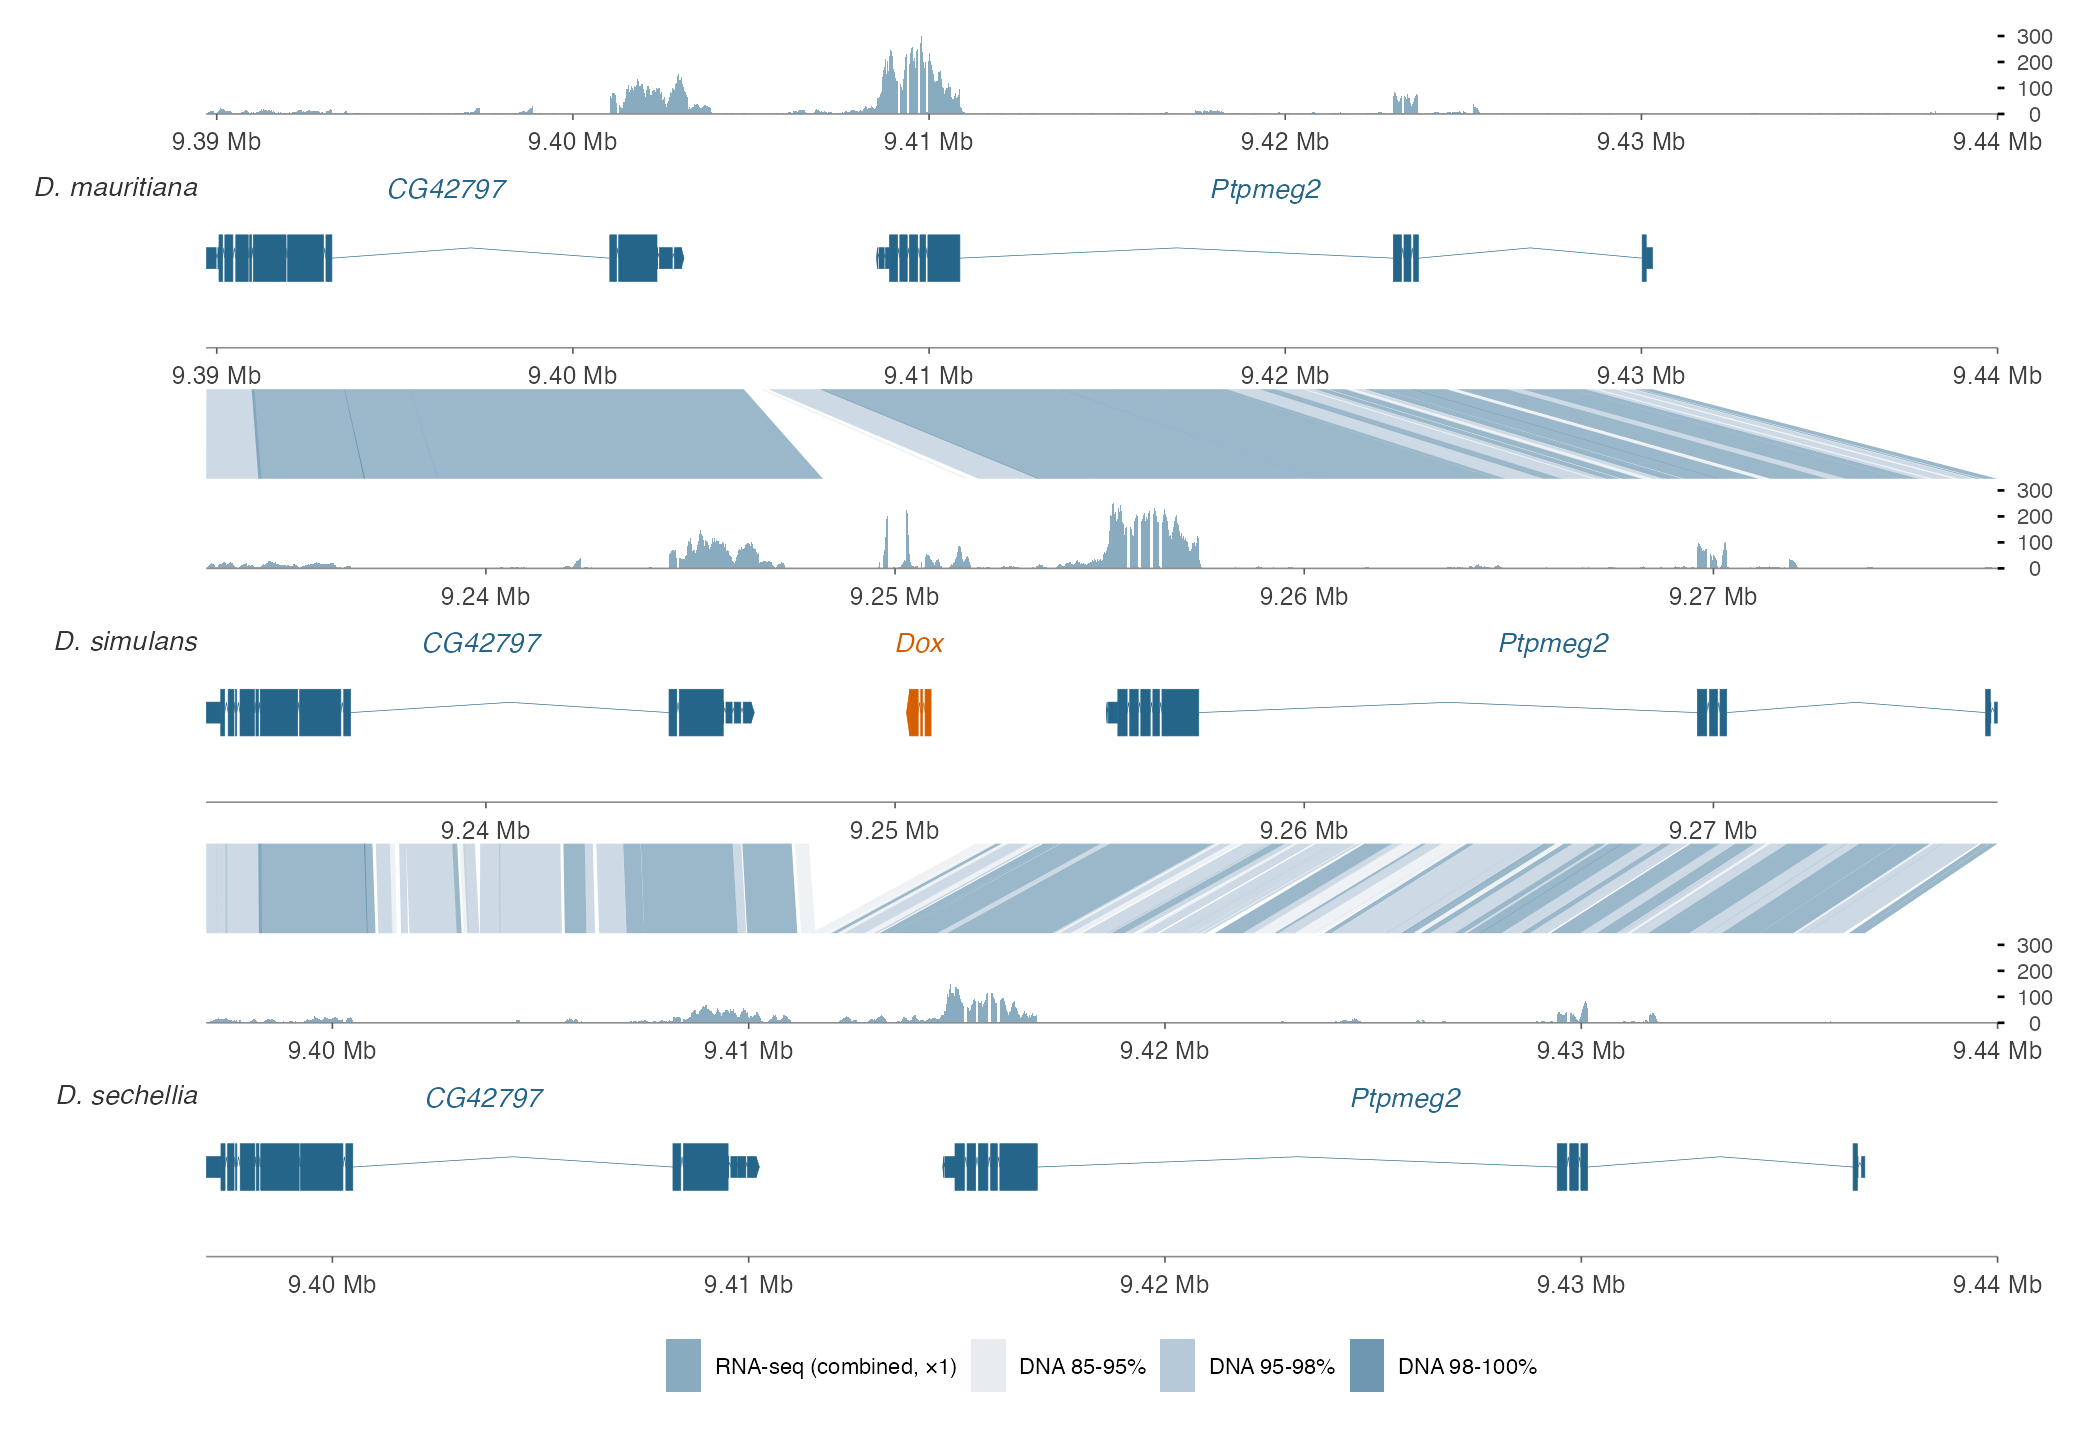 300
200
100
0
9.39 Mb 9.40 Mb 9.41 Mb 9.42 Mb 9.43 Mb 9.44 Mb
D. mauritiana CG42797 Ptpmeg2
9.39 Mb 9.40 Mb 9.41 Mb 9.42 Mb 9.43 Mb 9.44 Mb
300
200
100
0
9.24 Mb 9.25 Mb 9.26 Mb 9.27 Mb
D. simulans CG42797 Dox Ptpmeg2
9.24 Mb 9.25 Mb 9.26 Mb 9.27 Mb
300
200
100
0
9.40 Mb 9.41 Mb 9.42 Mb 9.43 Mb 9.44 Mb
D. sechellia CG42797 Ptpmeg2
9.40 Mb 9.41 Mb 9.42 Mb 9.43 Mb 9.44 Mb
RNA-seq (combined, ×1) DNA 85-95% DNA 95-98% DNA 98-100%